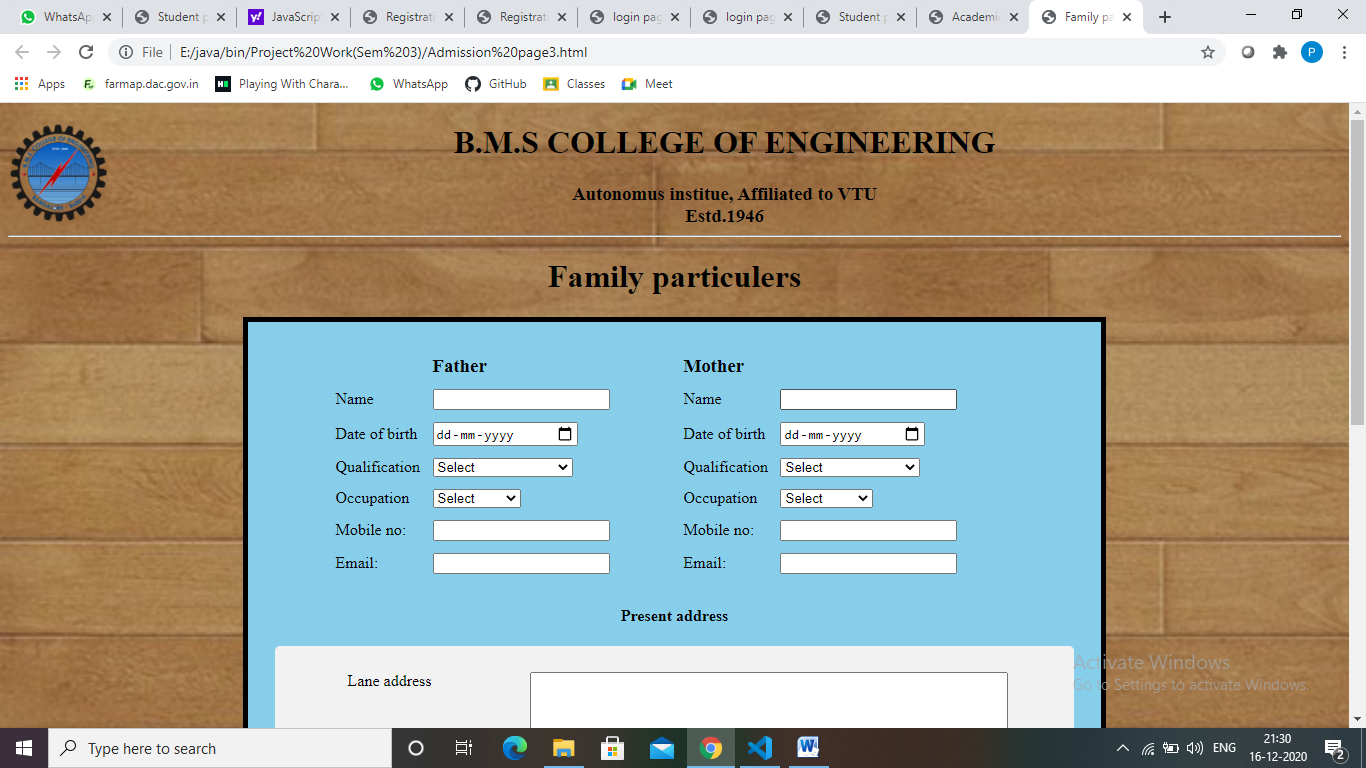 WhatsAp
Student p
JavaScrip
Registrati
Registrati
login pag
login pag
Student p
Academi
Family pa
File
E:/java/bin/Project%20Work(Sem%203)/Admission%20page3.html
P
Apps
farmap.dac.gov.in
Playing With Chara...
WhatsApp
GitHub
Classes
Meet
B.M.S COLLEGE OF ENGINEERING
Autonomus institue, Affiliated to VTU
Estd.1946
Family particulers
Father Mother
Name Name
Date of birth dd-mm-yyyy Date of birth dd-mm-yyyy
Qualification Select Qualification Select
Occupation Select Occupation Select
Mobile no: Mobile no:
Email: Email:
Present address
Lane address
Activate Windows
Go to Settings to activate Windows.
Type here to search
ENG
21:30
16-12-2020
2